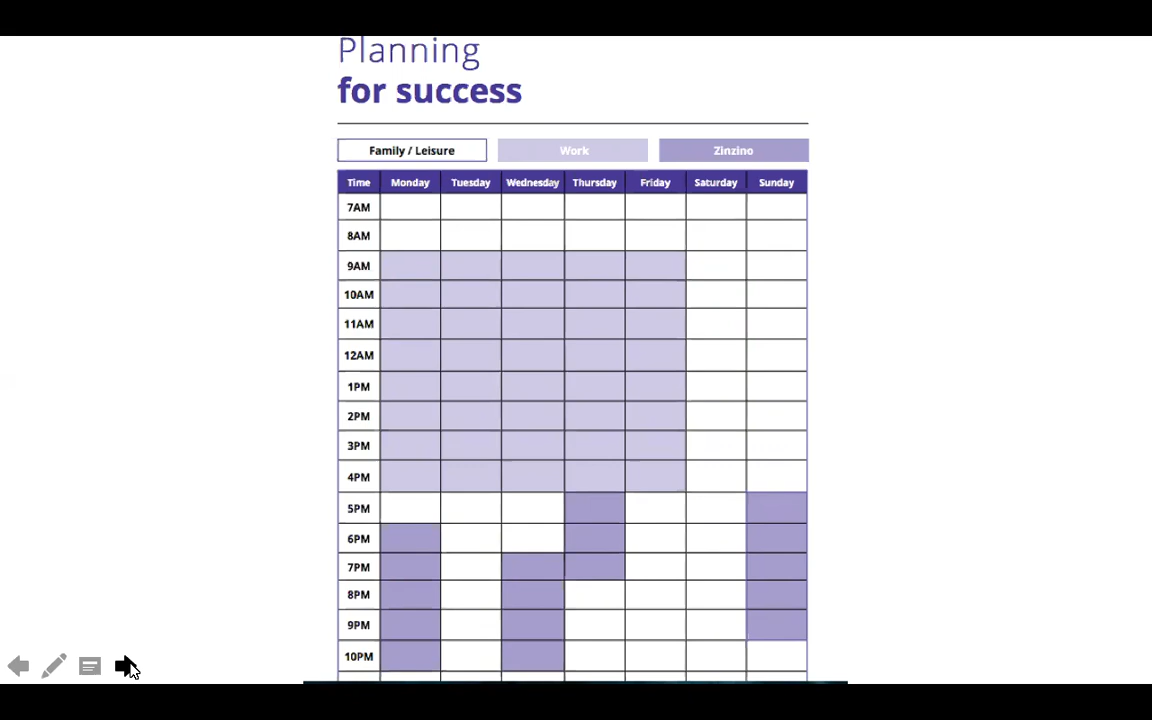 Planning
for success
Family / Leisure Work Zinzino
Time Monday Tuesday Wednesday Thursday Friday Saturday Sunday
7AM
8AM
9AM
10AM
11AM
12AM
1PM
2PM
3PM
4PM
5PM
6PM
7PM
8PM
9PM
10PM